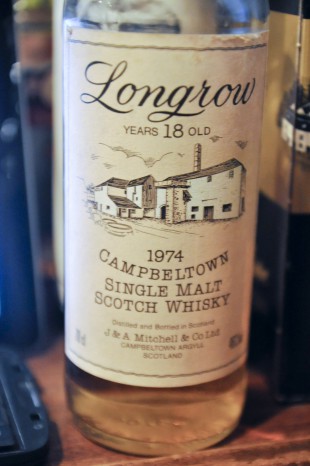 Longrow
YEARS 18 OLD
1974
CAMPBELTOWN
SINGLE MALT
SCOTCH WHISKY
Distilled and Bottled in Scotland
J & A Mitchell & Co Ltd
CAMPBELTOWN ARGYLL
SCOTLAND